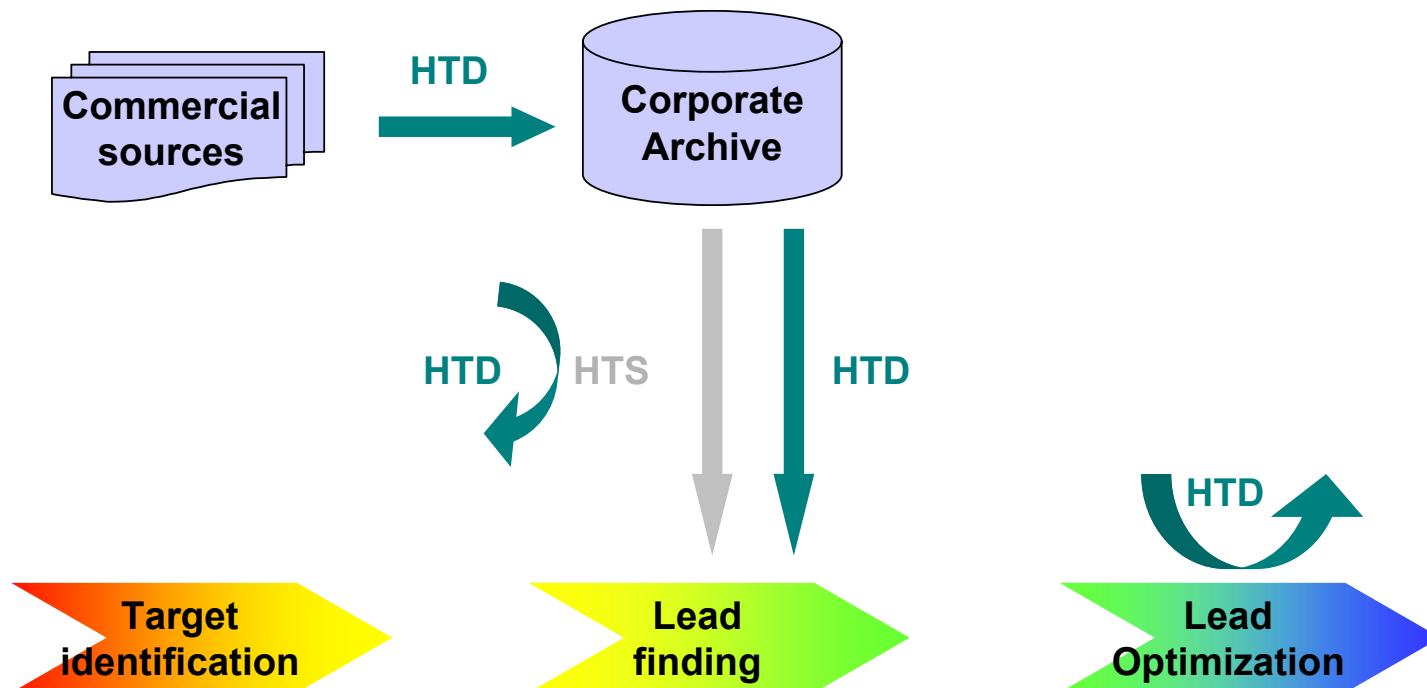 Commercial
sources
HTD
Corporate
Archive
HTD
HTS
HTD
HTD
Target
identification
Lead
finding
Lead
Optimization